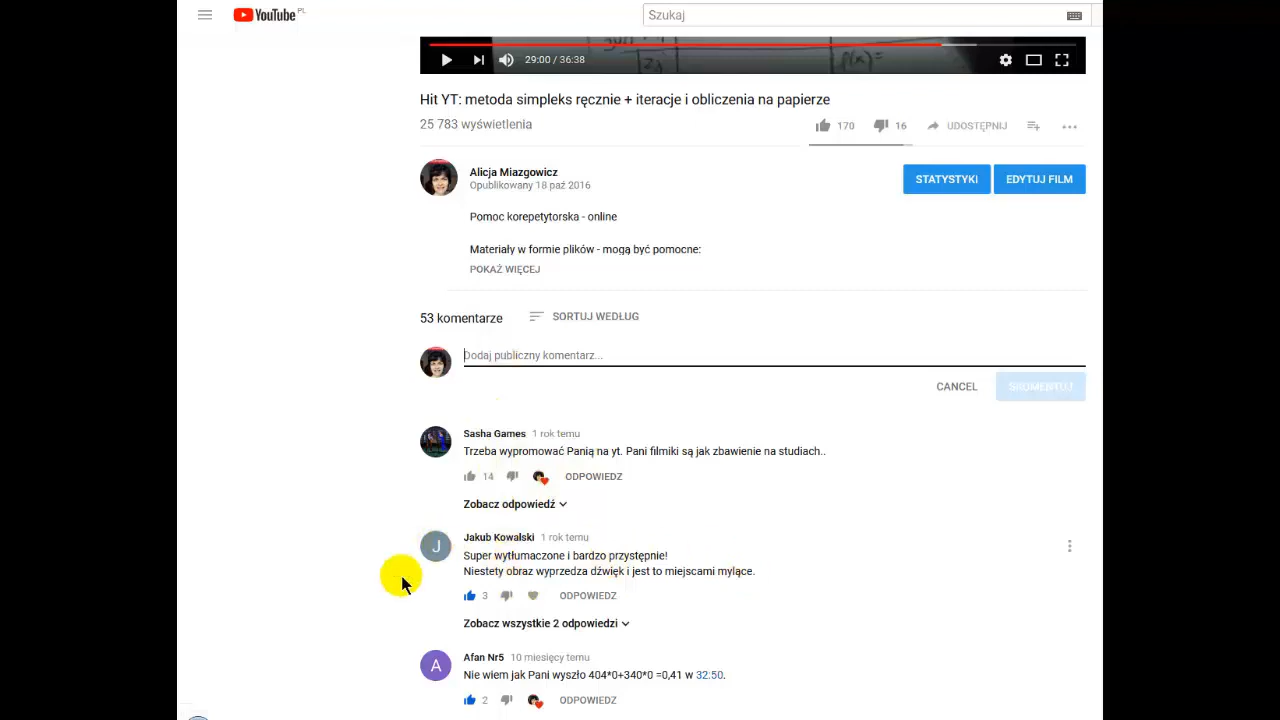 YouTube PL
Szukaj
29:00 / 36:38
Hit YT: metoda simpleks ręcznie + iteracje i obliczenia na papierze
25 783 wyświetlenia
170
16
UDOSTĘPNIJ
Alicja Miazgowicz
Opublikowany 18 paź 2016
STATYSTYKI
EDYTUJ FILM
Pomoc korepetytorska - online
Materiały w formie plików - mogą być pomocne:
POKAŻ WIĘCEJ
53 komentarze
SORTUJ WEDŁUG
Dodaj publiczny komentarz...
CANCEL
SKOMENTUJ
Sasha Games 1 rok temu
Trzeba wypromować Panią na yt. Pani filmiki są jak zbawienie na studiach..
14
ODPOWIEDZ
Zobacz odpowiedź
J
Jakub Kowalski 1 rok temu
Super wytłumaczone i bardzo przystępnie!
Niestety obraz wyprzedza dźwięk i jest to miejscami mylące.
3
ODPOWIEDZ
Zobacz wszystkie 2 odpowiedzi
A
Afan Nr5 10 miesięcy temu
Nie wiem jak Pani wyszło 404*0+340*0 =0,41 w 32:50.
2
ODPOWIEDZ